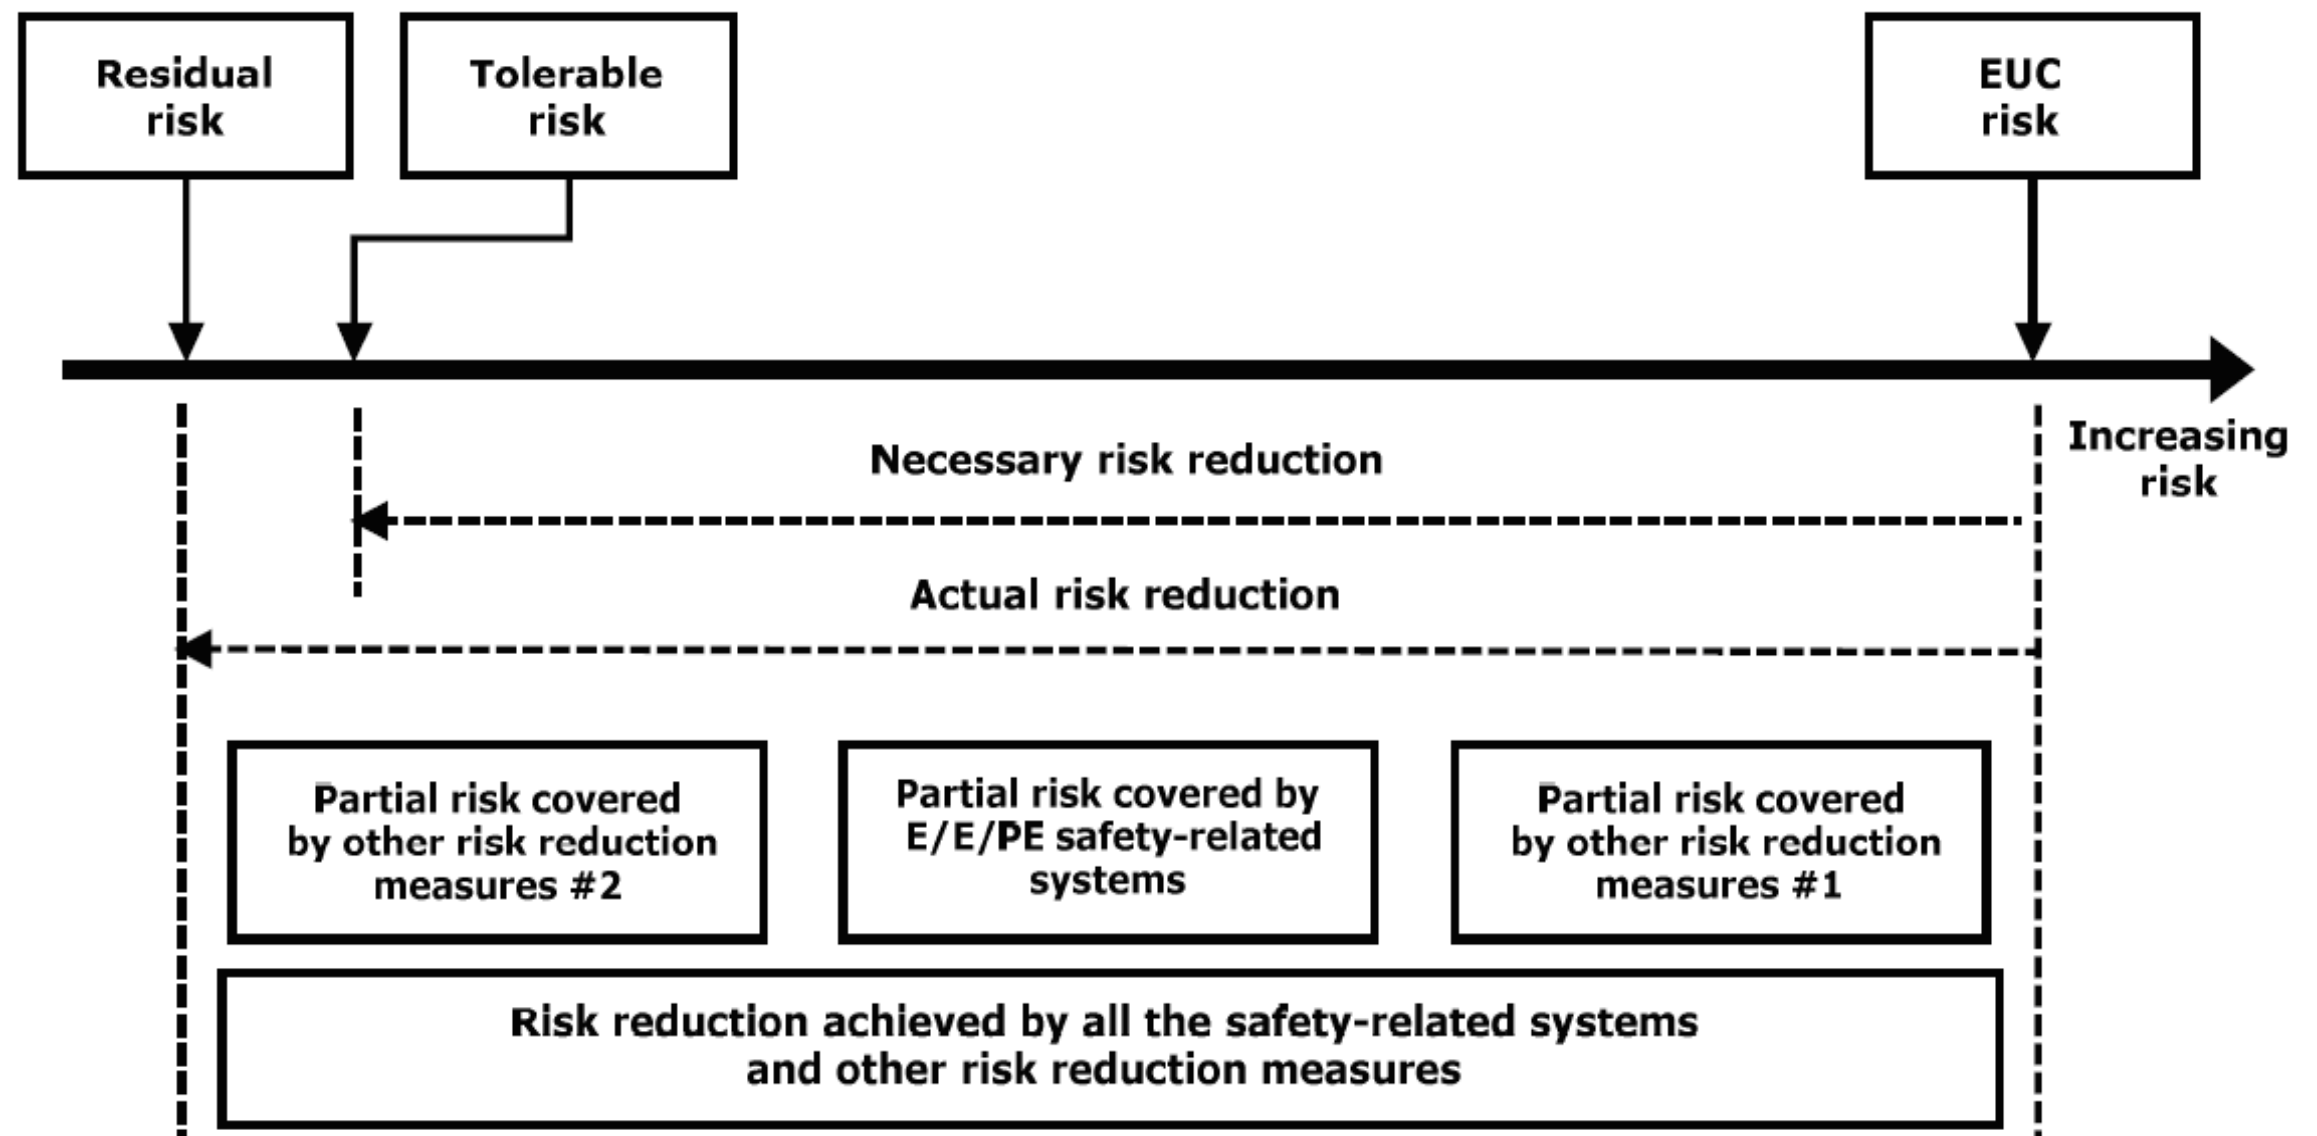 Residual
risk
Tolerable
risk
EUC
risk
Increasing
risk
Necessary risk reduction
Actual risk reduction
Partial risk covered
by other risk reduction
measures #2
Partial risk covered by
E/E/PE safety-related
systems
Partial risk covered
by other risk reduction
measures #1
Risk reduction achieved by all the safety-related systems
and other risk reduction measures